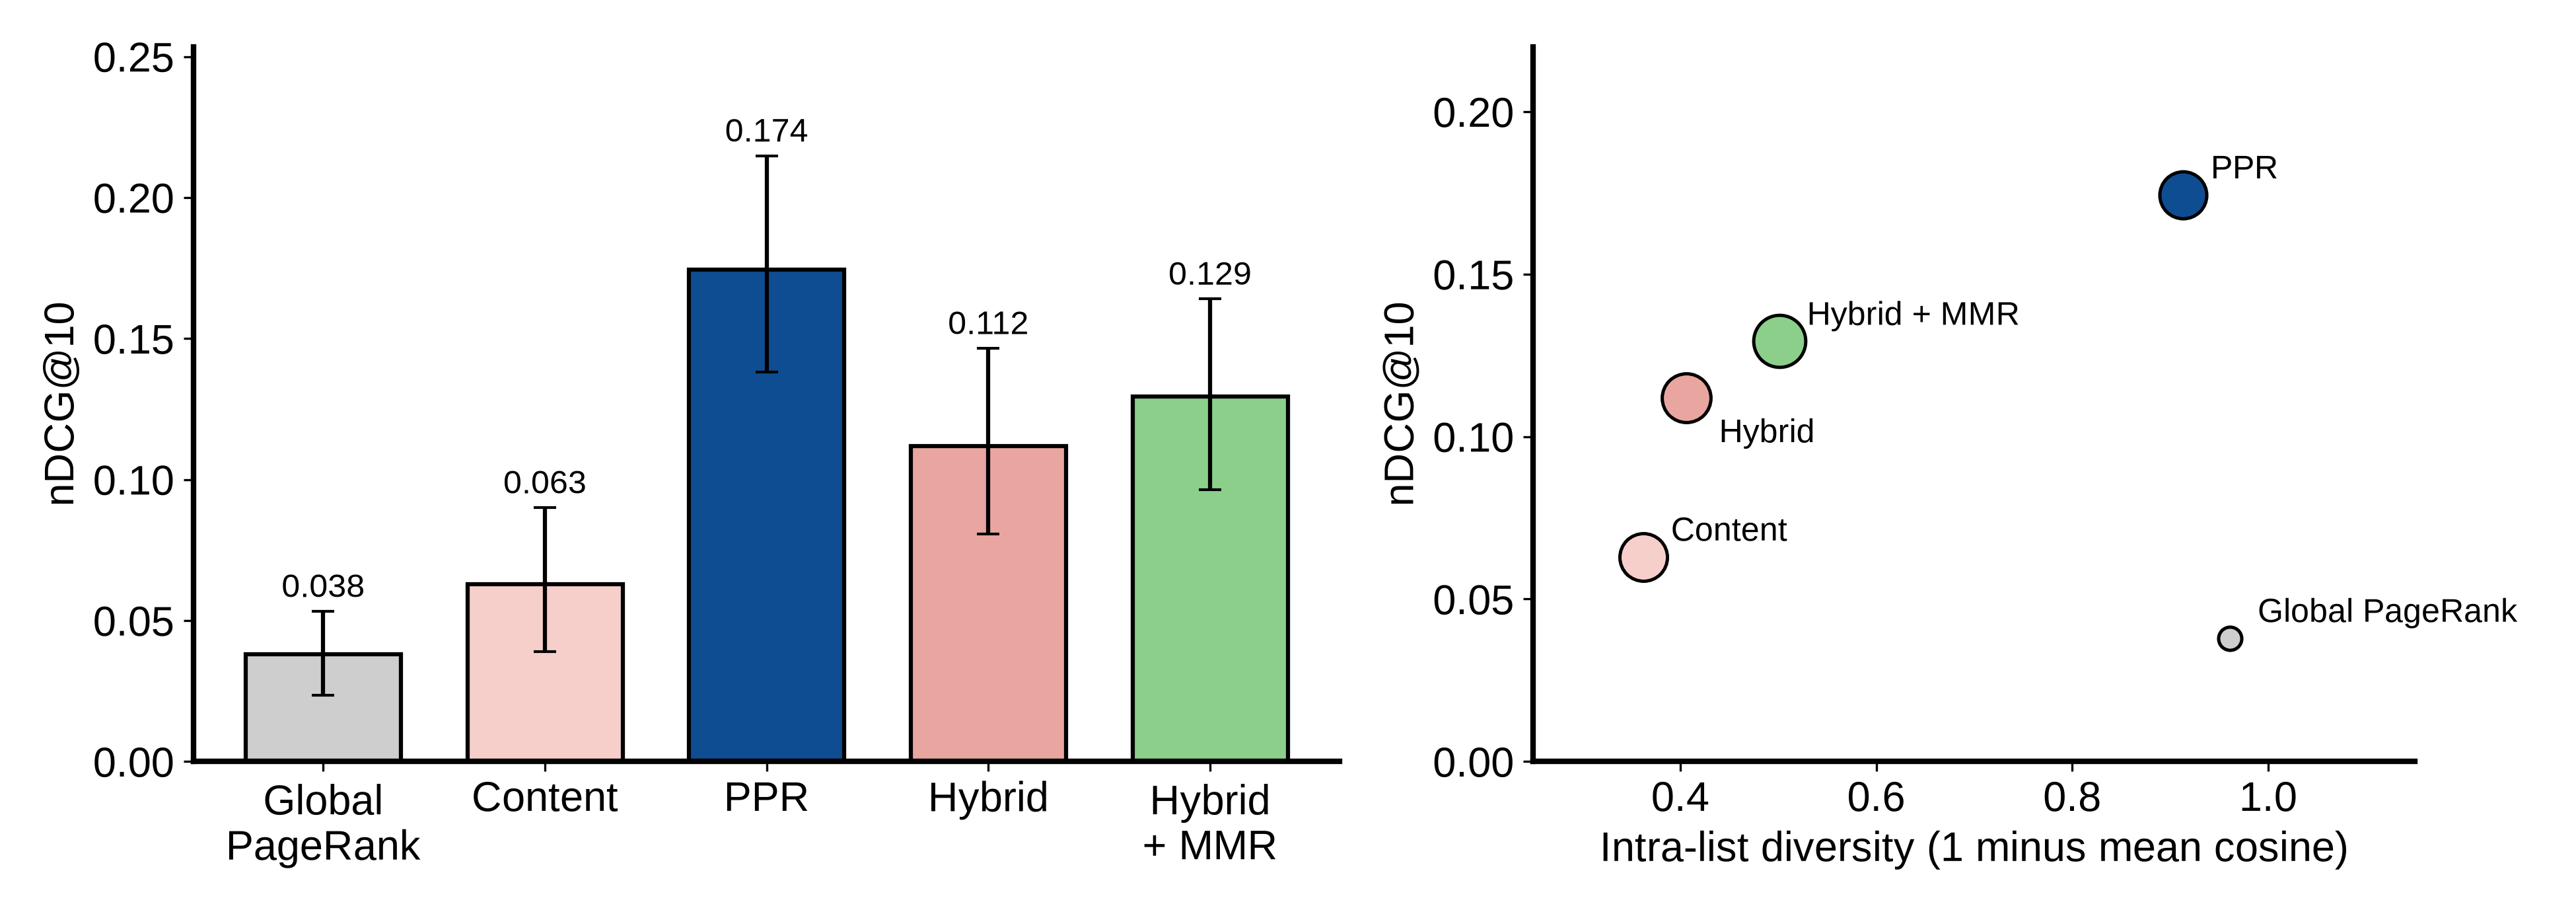 nDCG@10
0.25
0.20
0.15
0.10
0.05
0.00
0.038
0.063
0.174
0.112
0.129
Global
PageRank
Content
PPR
Hybrid
Hybrid
+ MMR
nDCG@10
0.20
0.15
0.10
0.05
0.00
PPR
Hybrid + MMR
Hybrid
Content
Global PageRank
0.4
0.6
0.8
1.0
Intra-list diversity (1 minus mean cosine)